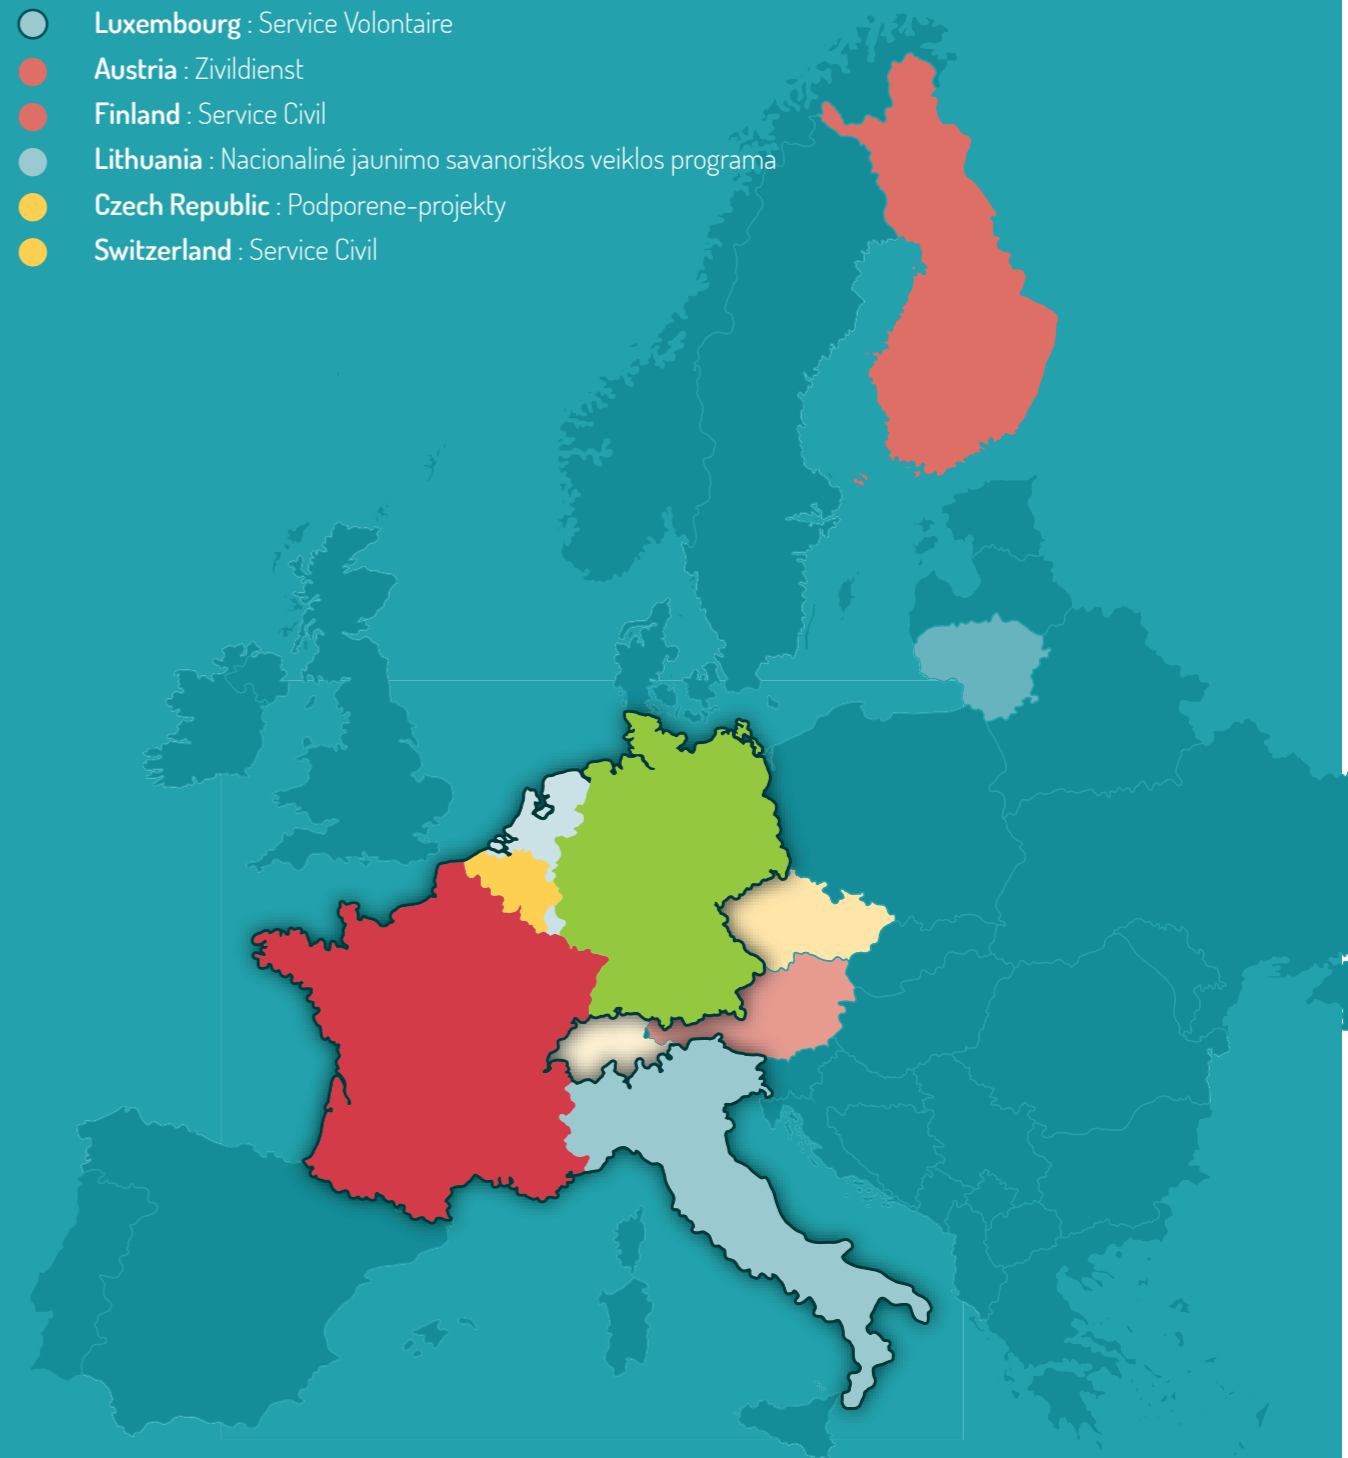 Luxembourg : Service Volontaire
Austria : Zivildienst
Finland : Service Civil
Lithuania : Nacionaliné jaunimo savanoriškos veiklos programa
Czech Republic : Podporene-projekty
Switzerland : Service Civil